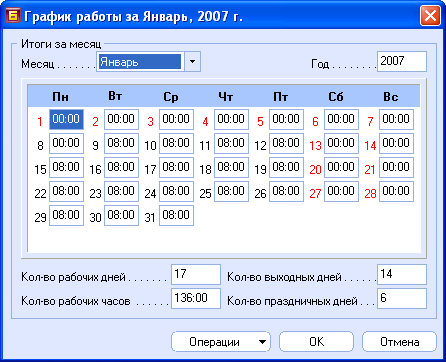 График работы за Январь, 2007 г.
Итоги за месяц
Месяц . . . . . . . Январь Год . . . . . . . . 2007
Пн Вт Ср Чт Пт Сб Вс
1 00:00 2 00:00 3 00:00 4 00:00 5 00:00 6 00:00 7 00:00
8 00:00 9 08:00 10 08:00 11 08:00 12 08:00 13 00:00 14 00:00
15 08:00 16 08:00 17 08:00 18 08:00 19 08:00 20 00:00 21 00:00
22 08:00 23 08:00 24 08:00 25 08:00 26 08:00 27 00:00 28 00:00
29 08:00 30 08:00 31 08:00
Кол-во рабочих дней . . . . . . . 17 Кол-во выходных дней . . . . . 14
Кол-во рабочих часов . . . . . . 136:00 Кол-во праздничных дней . . . 6
Операции OK Отмена